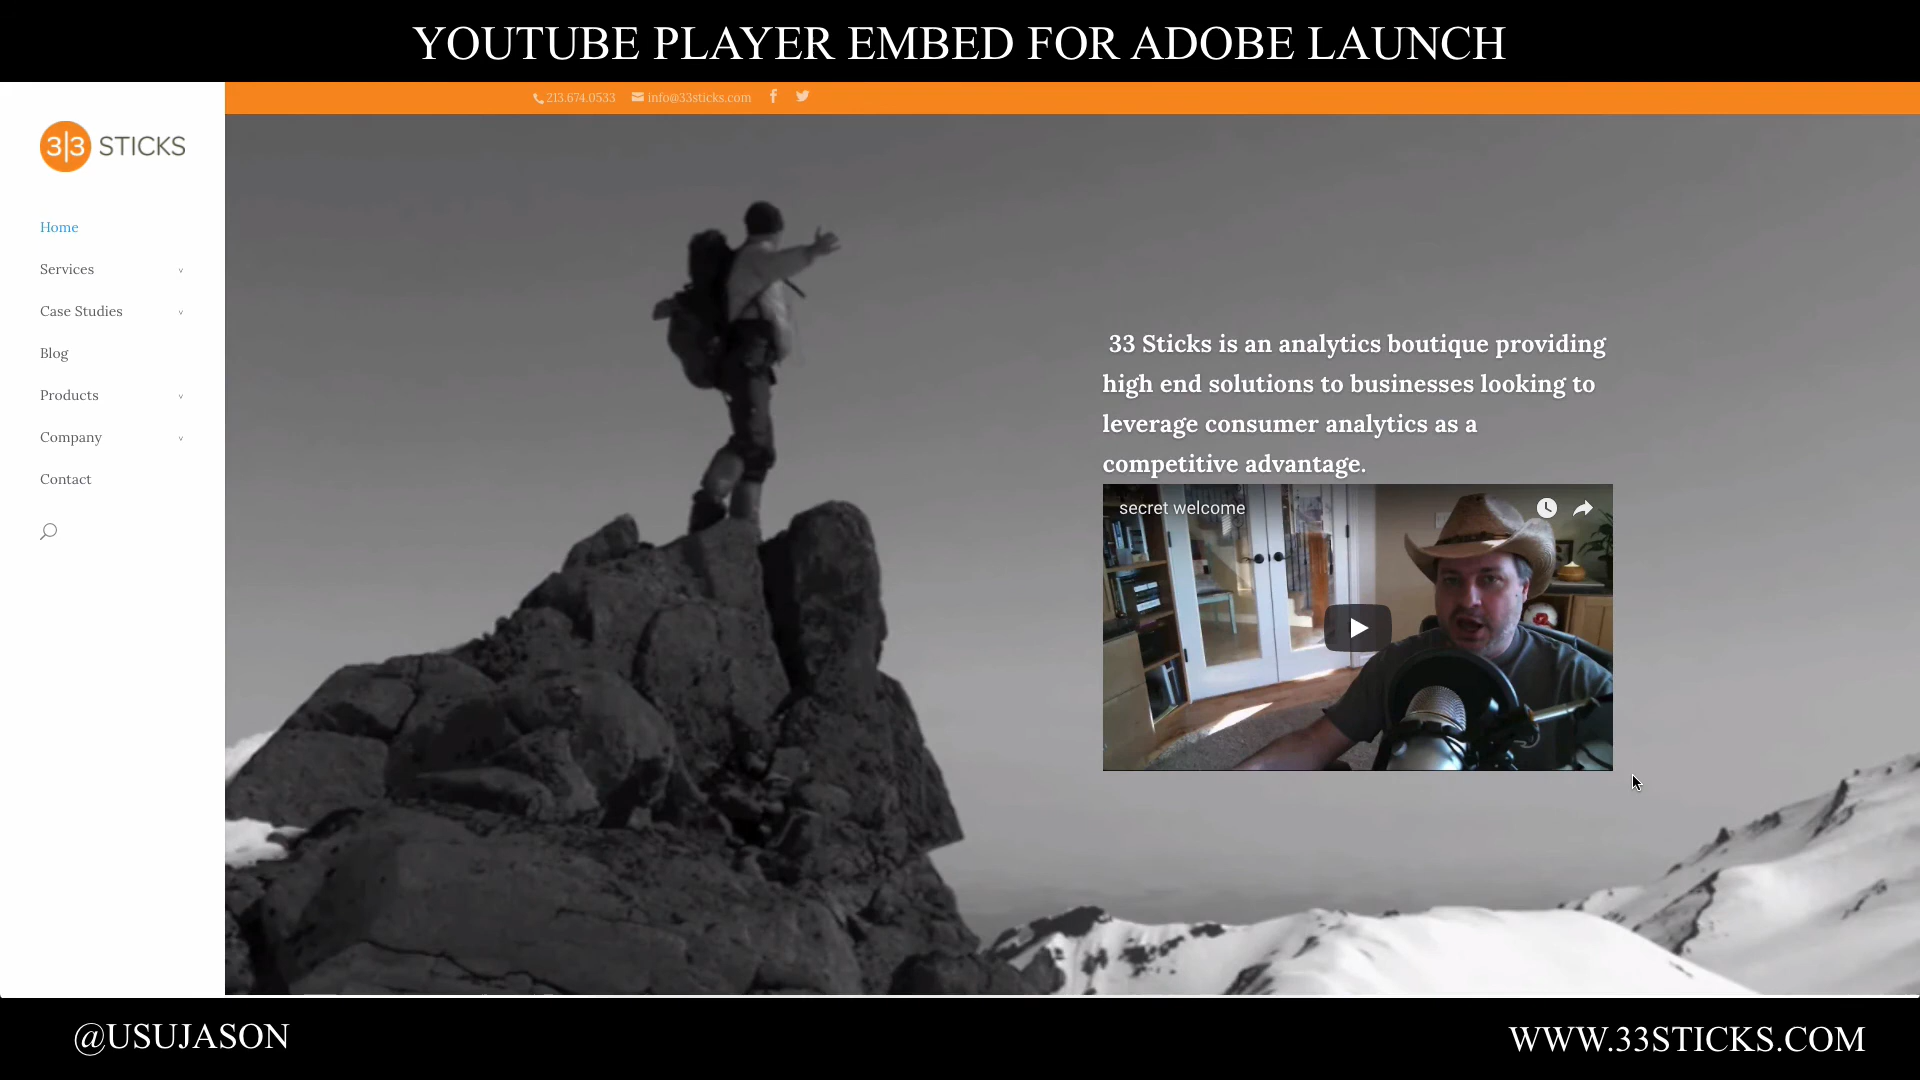 YOUTUBE PLAYER EMBED FOR ADOBE LAUNCH
213.674.0533 info@33sticks.com
3|3 STICKS
Home
Services
Case Studies
Blog
Products
Company
Contact
33 Sticks is an analytics boutique providing
high end solutions to businesses looking to
leverage consumer analytics as a
competitive advantage.
secret welcome
@USUJASON
WWW.33STICKS.COM